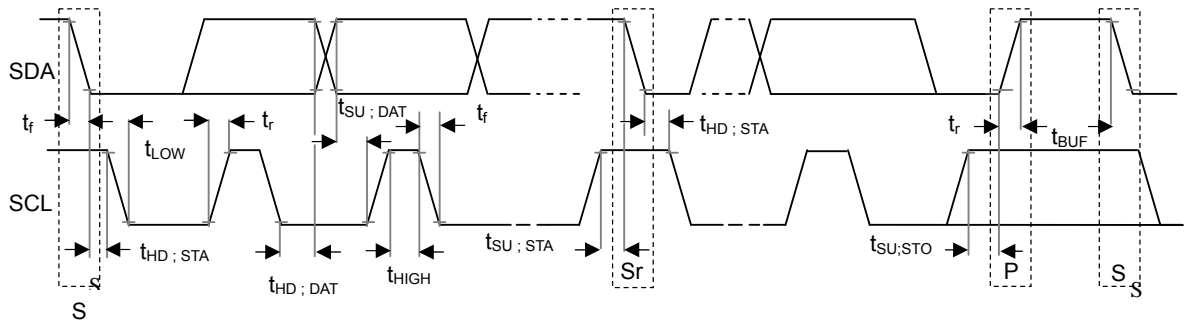 SDA
t_f
t_LOW
t_r
t_SU ; DAT
t_f
t_HD ; STA
t_r
t_BUF
SCL
t_HD ; STA
t_HD ; DAT
t_HIGH
t_SU ; STA
t_SU;STO
Sr
P
S
S
S
S